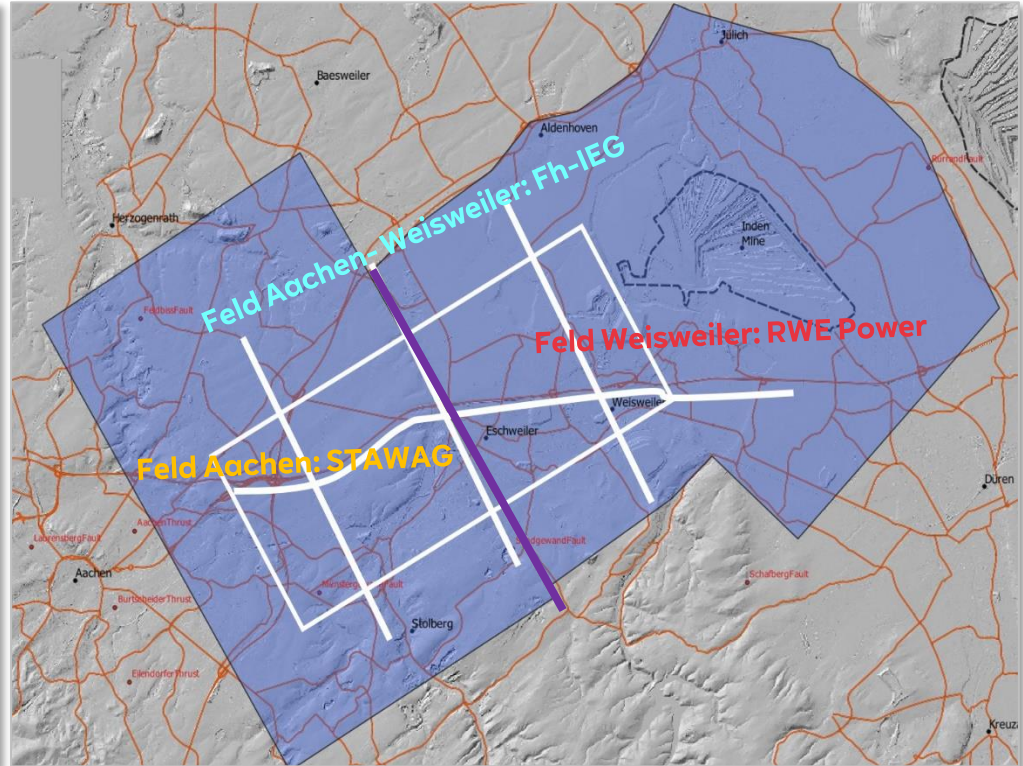 Jülich
Baesweiler
Aldenhoven
RurrandFault
Feld Aachen- Weisweiler: Fh-IEG
Herzogenrath
Inden
Mine
FeldbissFault
Feld Weisweiler: RWE Power
Weisweiler
Eschweiler
Feld Aachen: STAWAG
Düren
AachenThrust
LaurensbergFault
SandgewandFault
Aachen
SchafbergFault
BurtscheiderThrust
Stolberg
EilendorferThrust
Kreuz